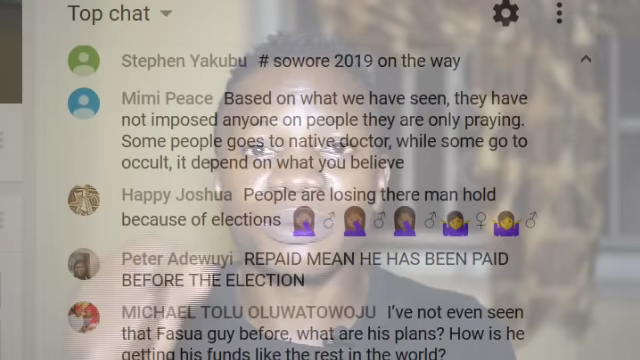 Top chat
Stephen Yakubu # sowore 2019 on the way
Mimi Peace Based on what we have seen, they have
not imposed anyone on people they are only praying.
Some people goes to native doctor, while some go to
occult, it depend on what you believe
Happy Joshua People are losing there man hold
because of elections 🤦🏾‍♂🤦🏾‍♂🤦🏾‍♂🤷‍♀🤷‍♂
Peter Adewuyi REPAID MEAN HE HAS BEEN PAID
BEFORE THE ELECTION
MICHAEL TOLU OLUWATOWOJU I've not even seen
that Fasua guy before, what are his plans? How is he
getting his funds like the rest in the world?